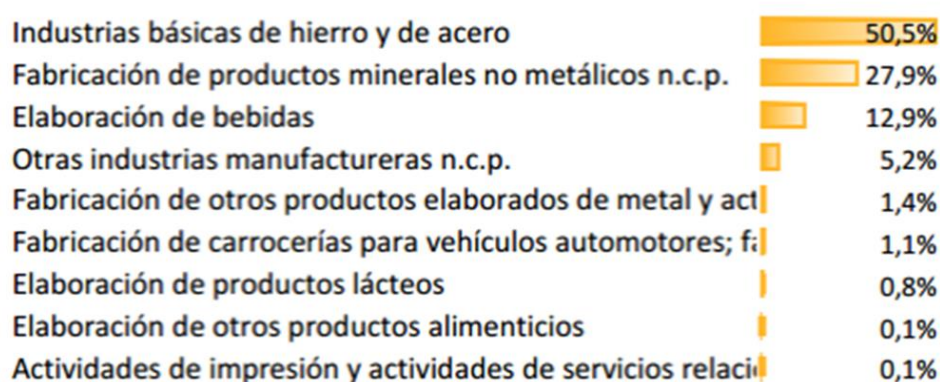 Industrias básicas de hierro y de acero 50,5%
Fabricación de productos minerales no metálicos n.c.p. 27,9%
Elaboración de bebidas 12,9%
Otras industrias manufactureras n.c.p. 5,2%
Fabricación de otros productos elaborados de metal y act 1,4%
Fabricación de carrocerías para vehículos automotores; fa 1,1%
Elaboración de productos lácteos 0,8%
Elaboración de otros productos alimenticios 0,1%
Actividades de impresión y actividades de servicios relaci 0,1%